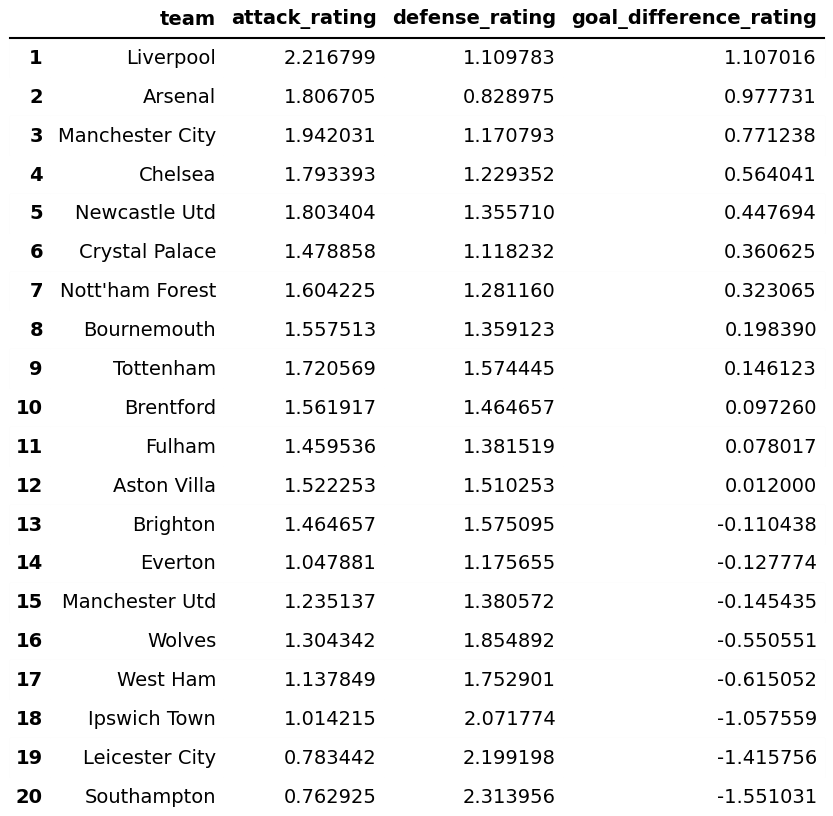 team attack_rating defense_rating goal_difference_rating
1 Liverpool 2.216799 1.109783 1.107016
2 Arsenal 1.806705 0.828975 0.977731
3 Manchester City 1.942031 1.170793 0.771238
4 Chelsea 1.793393 1.229352 0.564041
5 Newcastle Utd 1.803404 1.355710 0.447694
6 Crystal Palace 1.478858 1.118232 0.360625
7 Nott'ham Forest 1.604225 1.281160 0.323065
8 Bournemouth 1.557513 1.359123 0.198390
9 Tottenham 1.720569 1.574445 0.146123
10 Brentford 1.561917 1.464657 0.097260
11 Fulham 1.459536 1.381519 0.078017
12 Aston Villa 1.522253 1.510253 0.012000
13 Brighton 1.464657 1.575095 -0.110438
14 Everton 1.047881 1.175655 -0.127774
15 Manchester Utd 1.235137 1.380572 -0.145435
16 Wolves 1.304342 1.854892 -0.550551
17 West Ham 1.137849 1.752901 -0.615052
18 Ipswich Town 1.014215 2.071774 -1.057559
19 Leicester City 0.783442 2.199198 -1.415756
20 Southampton 0.762925 2.313956 -1.551031